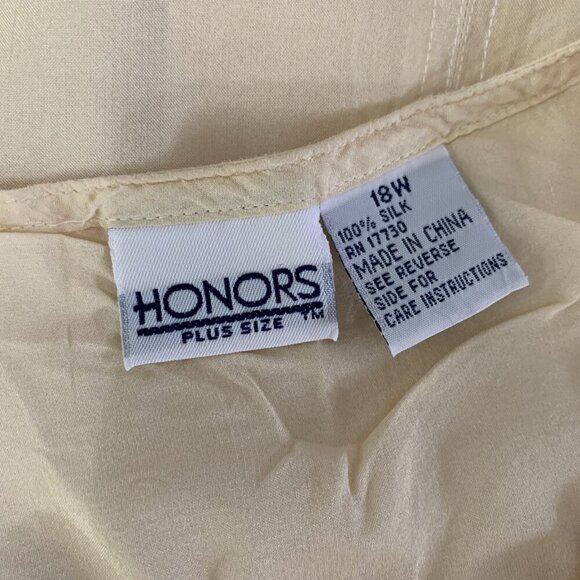 HONORS
PLUS SIZE ™
18W
100% SILK
RN 17730
MADE IN CHINA
SEE REVERSE
SIDE FOR
CARE INSTRUCTIONS